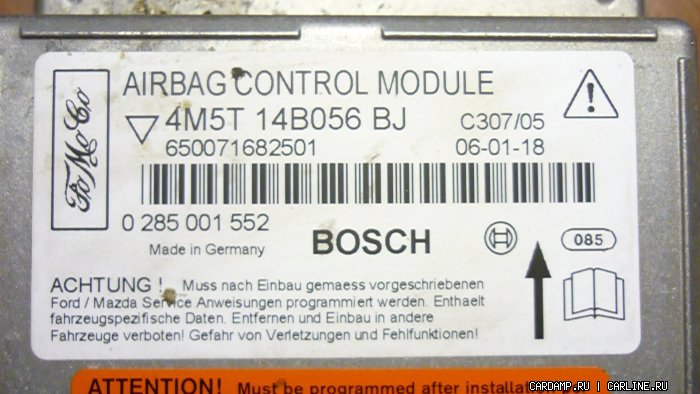 FoMoCo
AIRBAG CONTROL MODULE
4M5T 14B056 BJ C307/05
650071682501 06-01-18
0 285 001 552
Made in Germany BOSCH 085
ACHTUNG ! Muss nach Einbau gemaess vorgeschriebenen
Ford / Mazda Service Anweisungen programmiert werden. Enthaelt
fahrzeugspezifische Daten. Entfernen und Einbau in andere
Fahrzeuge verboten! Gefahr von Verletzungen und Fehlfunktionen!
ATTENTION! Must be programmed after installation per
CARDAMP.RU | CARLINE.RU